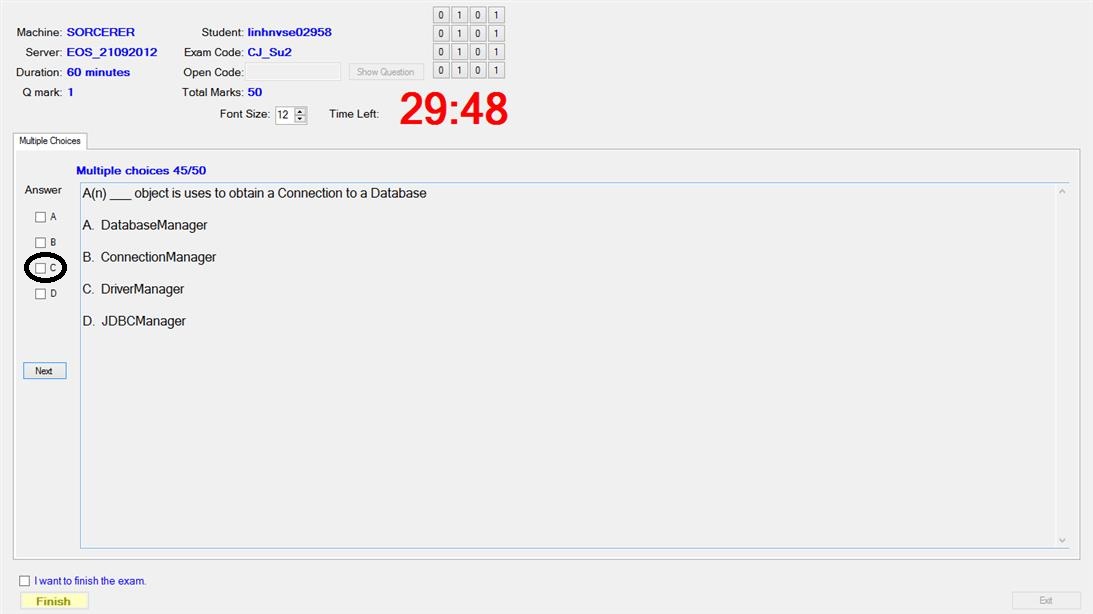 0 1 0 1
Machine: SORCERER Student: linhnvse02958
0 1 0 1
Server: EOS_21092012 Exam Code: CJ_Su2
0 1 0 1
Duration: 60 minutes Open Code: Show Question
0 1 0 1
Q mark: 1 Total Marks: 50
Font Size: 12 Time Left: 29:48
Multiple Choices
Multiple choices 45/50
Answer
A(n) ___ object is uses to obtain a Connection to a Database
A
B
C
D
A. DatabaseManager
B. ConnectionManager
C. DriverManager
D. JDBCManager
Next
I want to finish the exam.
Finish
Exit